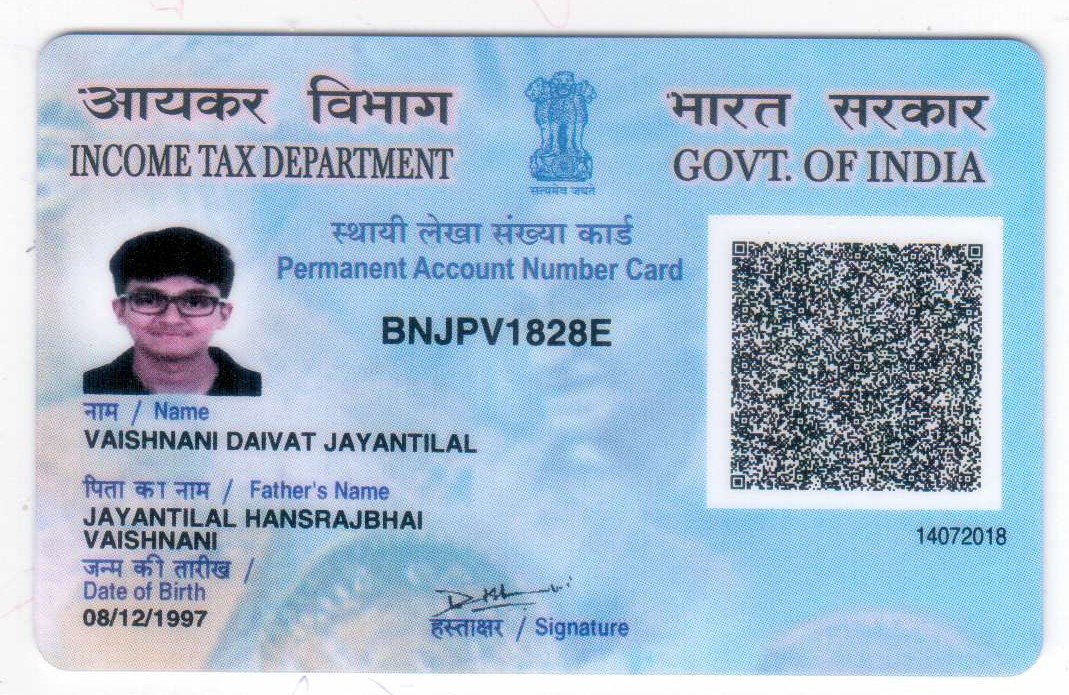 आयकर विभाग
INCOME TAX DEPARTMENT
सत्यमेव जयते
भारत सरकार
GOVT. OF INDIA
स्थायी लेखा संख्या कार्ड
Permanent Account Number Card
BNJPV1828E
नाम / Name
VAISHNANI DAIVAT JAYANTILAL
पिता का नाम / Father's Name
JAYANTILAL HANSRAJBHAI
VAISHNANI
जन्म की तारीख /
Date of Birth
08/12/1997
हस्ताक्षर / Signature
14072018